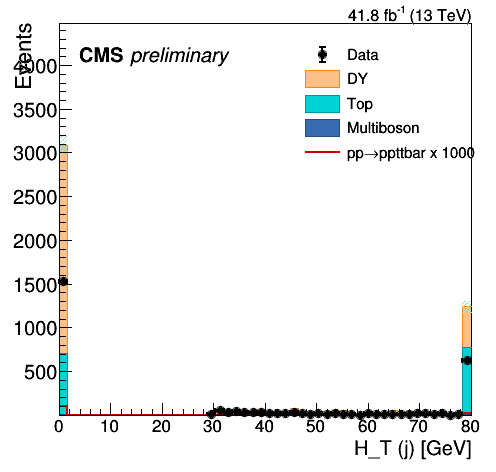 41.8 fb⁻¹ (13 TeV)
Events
CMS preliminary
Data
DY
Top
Multiboson
pp→ppttbar x 1000
4000
3500
3000
2500
2000
1500
1000
500
0 10 20 30 40 50 60 70 80
H_T (j) [GeV]